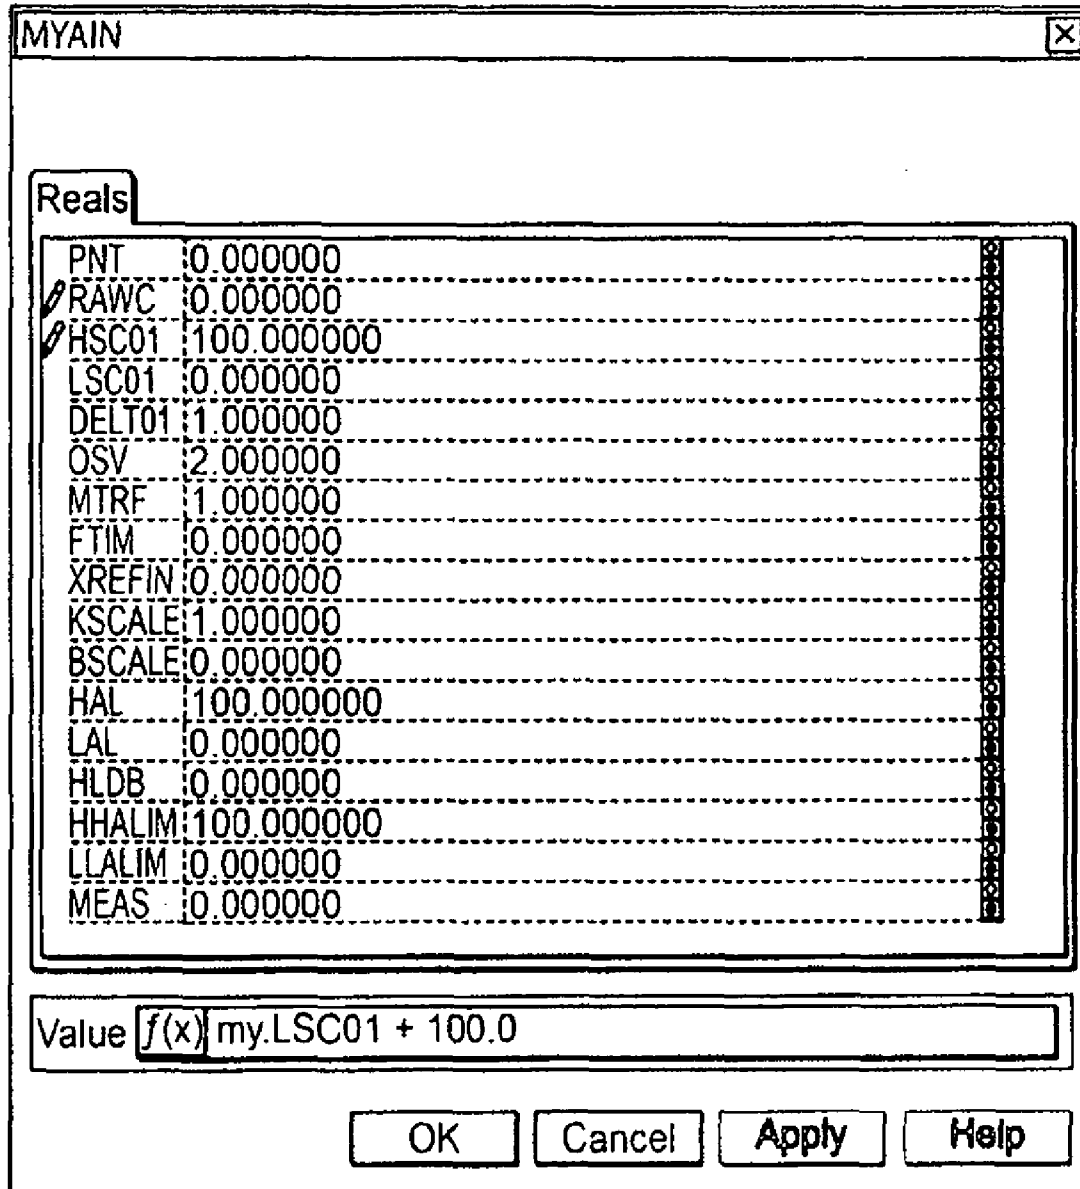 MYAIN
Reals
PNT 0.000000
RAWC 0.000000
HSC01 100.000000
LSC01 0.000000
DELT01 1.000000
OSV 2.000000
MTRF 1.000000
FTIM 0.000000
XREFIN 0.000000
KSCALE 1.000000
BSCALE 0.000000
HAL 100.000000
LAL 0.000000
HLDB 0.000000
HHALIM 100.000000
LLALIM 0.000000
MEAS 0.000000
Value f(x) my.LSC01 + 100.0
OK Cancel Apply Help